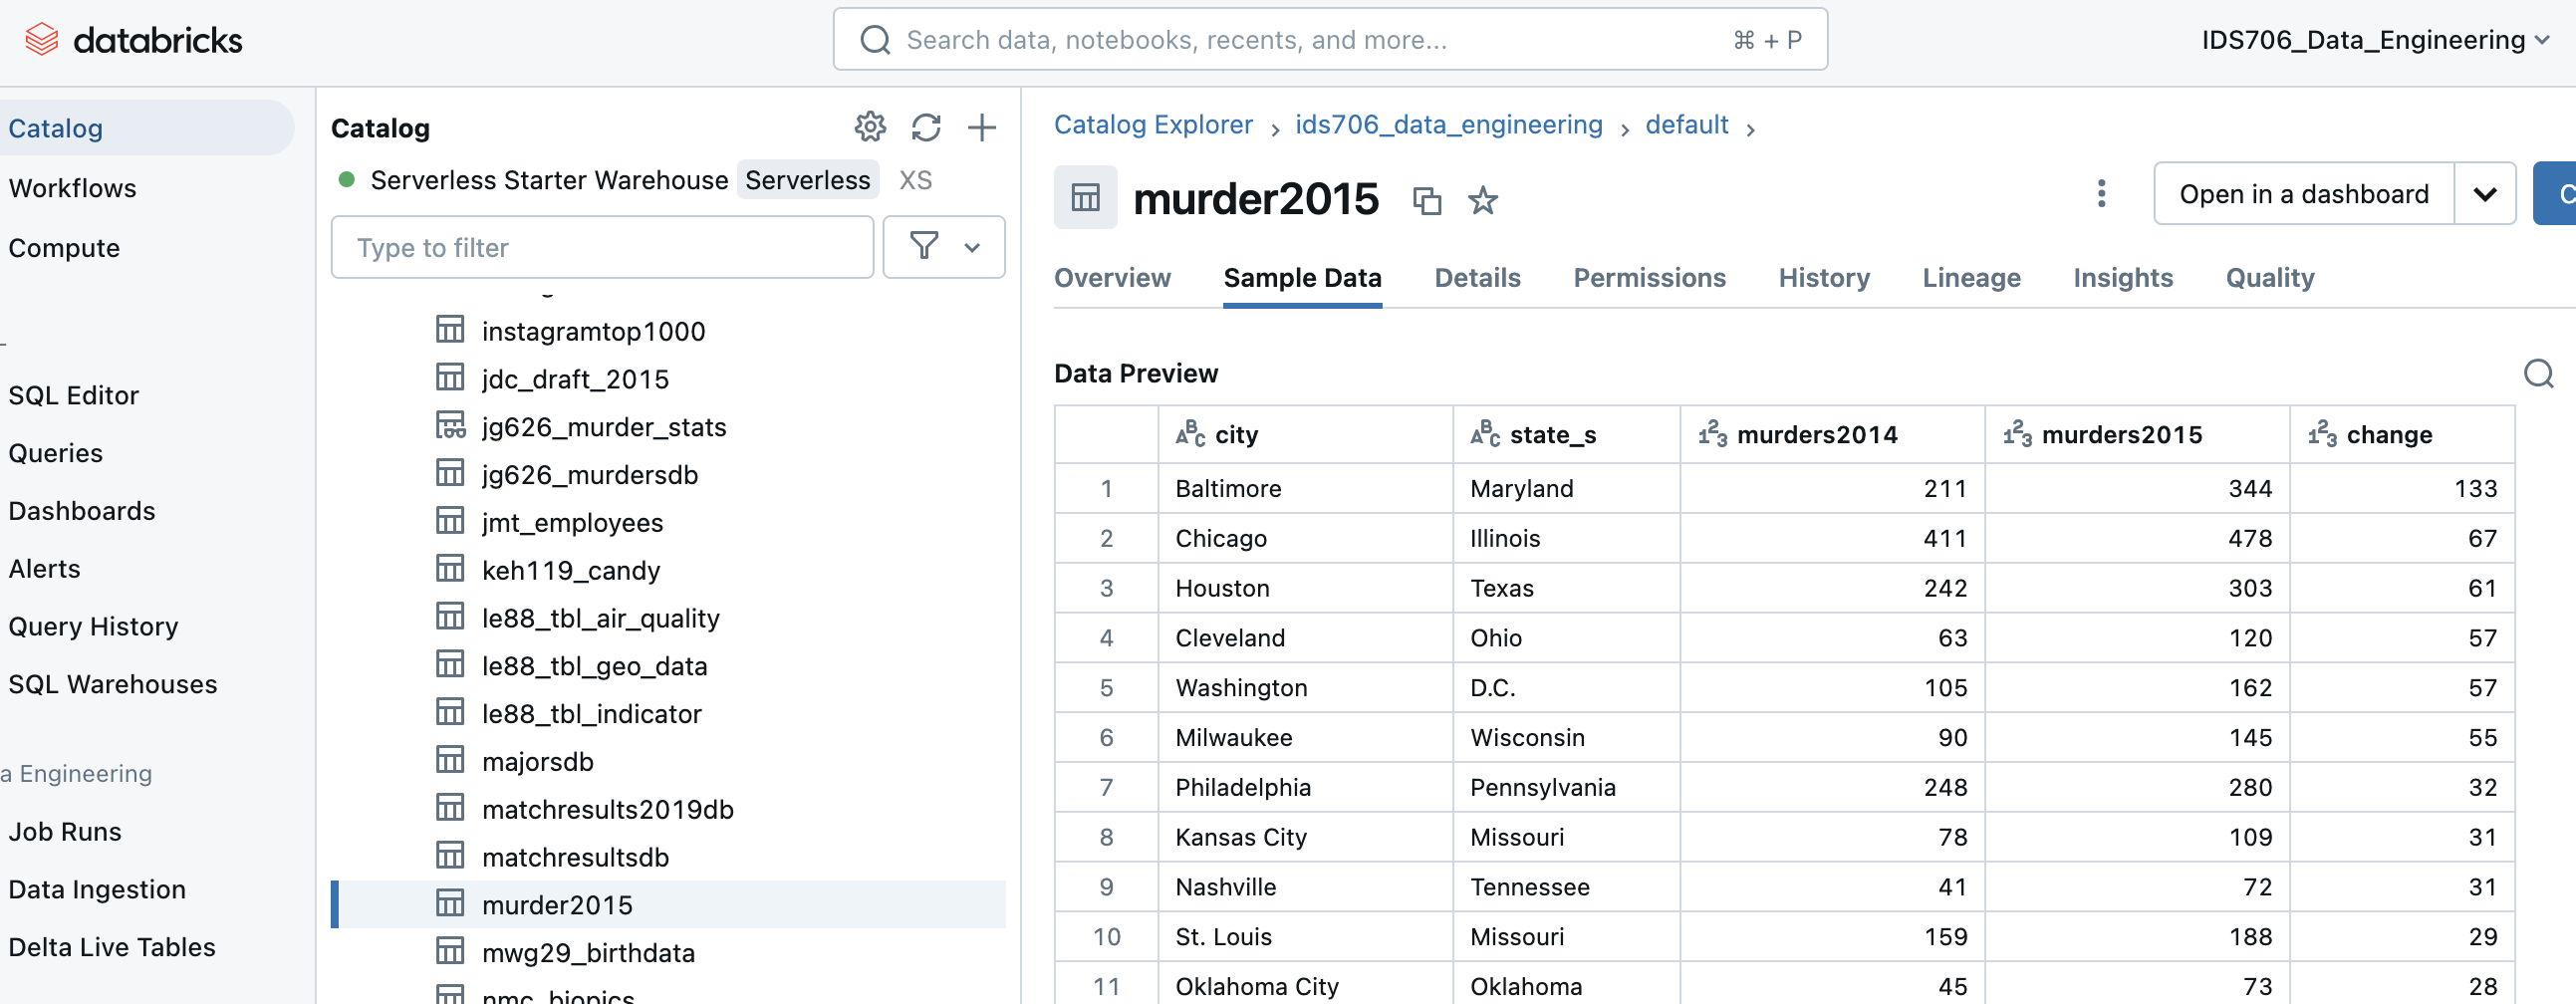 databricks
Search data, notebooks, recents, and more...
⌘ + P
IDS706_Data_Engineering
Catalog
Workflows
Compute
SQL Editor
Queries
Dashboards
Alerts
Query History
SQL Warehouses
a Engineering
Job Runs
Data Ingestion
Delta Live Tables
Catalog
Serverless Starter Warehouse Serverless XS
Type to filter
instagramtop1000
jdc_draft_2015
jg626_murder_stats
jg626_murdersdb
jmt_employees
keh119_candy
le88_tbl_air_quality
le88_tbl_geo_data
le88_tbl_indicator
majorsdb
matchresults2019db
matchresultsdb
murder2015
mwg29_birthdata
nmc_biopics
Catalog Explorer › ids706_data_engineering › default ›
murder2015
Open in a dashboard
C
Overview Sample Data Details Permissions History Lineage Insights Quality
Data Preview
city state_s murders2014 murders2015 change
1 Baltimore Maryland 211 344 133
2 Chicago Illinois 411 478 67
3 Houston Texas 242 303 61
4 Cleveland Ohio 63 120 57
5 Washington D.C. 105 162 57
6 Milwaukee Wisconsin 90 145 55
7 Philadelphia Pennsylvania 248 280 32
8 Kansas City Missouri 78 109 31
9 Nashville Tennessee 41 72 31
10 St. Louis Missouri 159 188 29
11 Oklahoma City Oklahoma 45 73 28